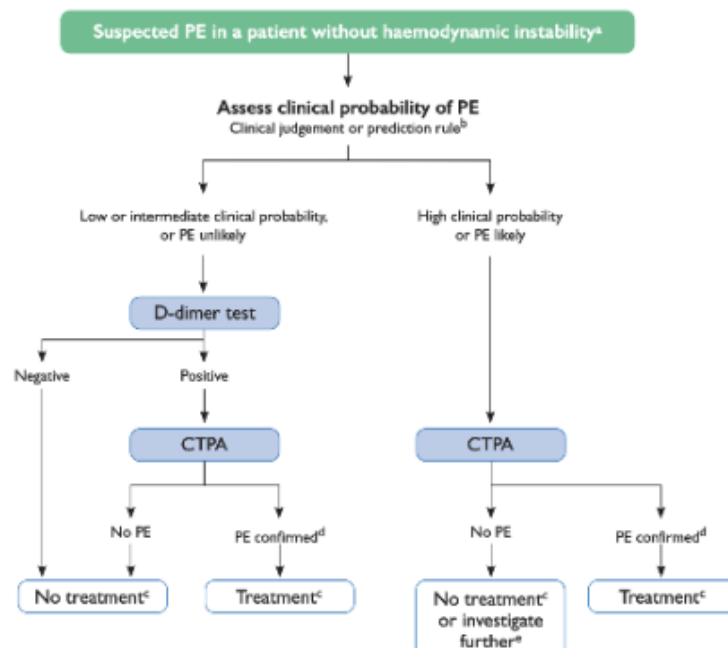 Suspected PE in a patient without haemodynamic instabilityᵃ
Assess clinical probability of PE
Clinical judgement or prediction ruleᵇ
Low or intermediate clinical probability,
or PE unlikely
High clinical probability
or PE likely
D-dimer test
Negative
Positive
CTPA
CTPA
No PE
PE confirmedᵈ
No PE
PE confirmedᵈ
No treatmentᶜ
Treatmentᶜ
No treatmentᶜ
or investigate
furtherᵉ
Treatmentᶜ